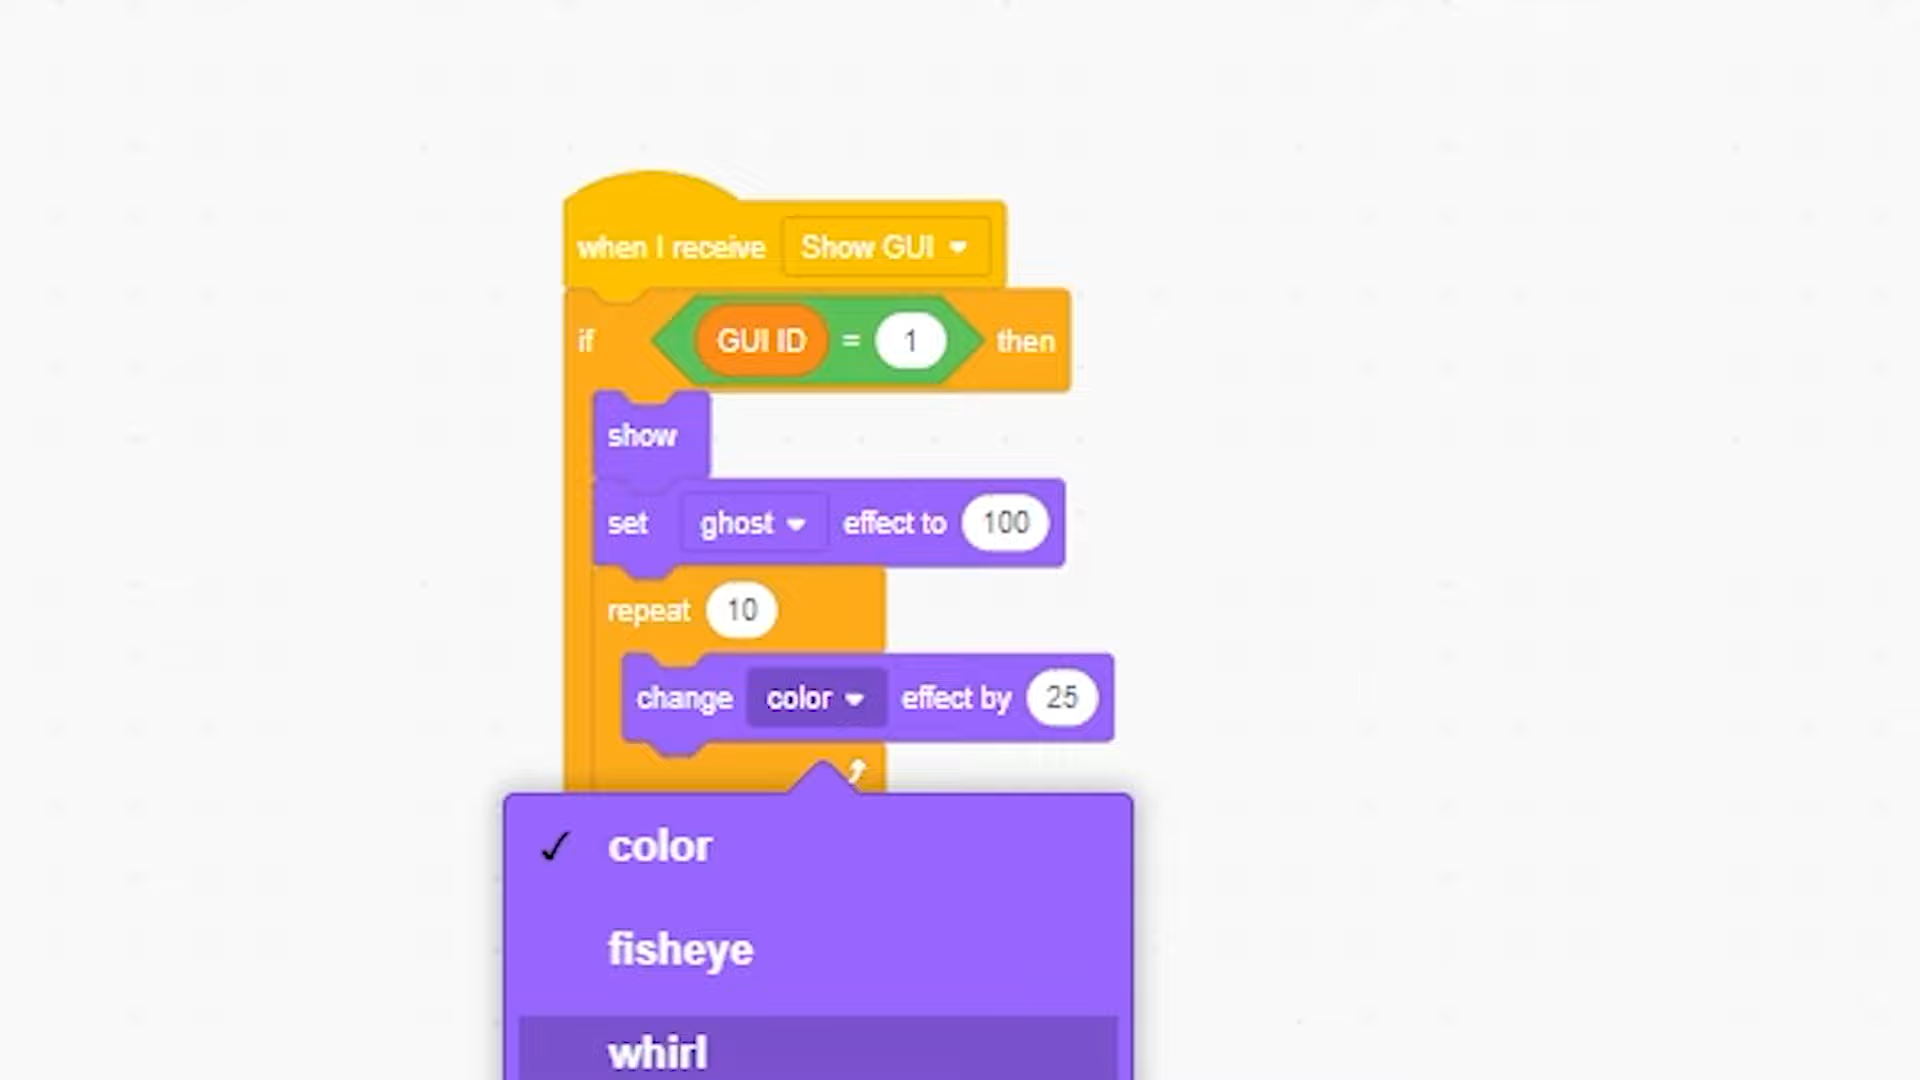 when I receive Show GUI
if GUI ID = 1 then
show
set ghost effect to 100
repeat 10
change color effect by 25
✓ color
fisheye
whirl